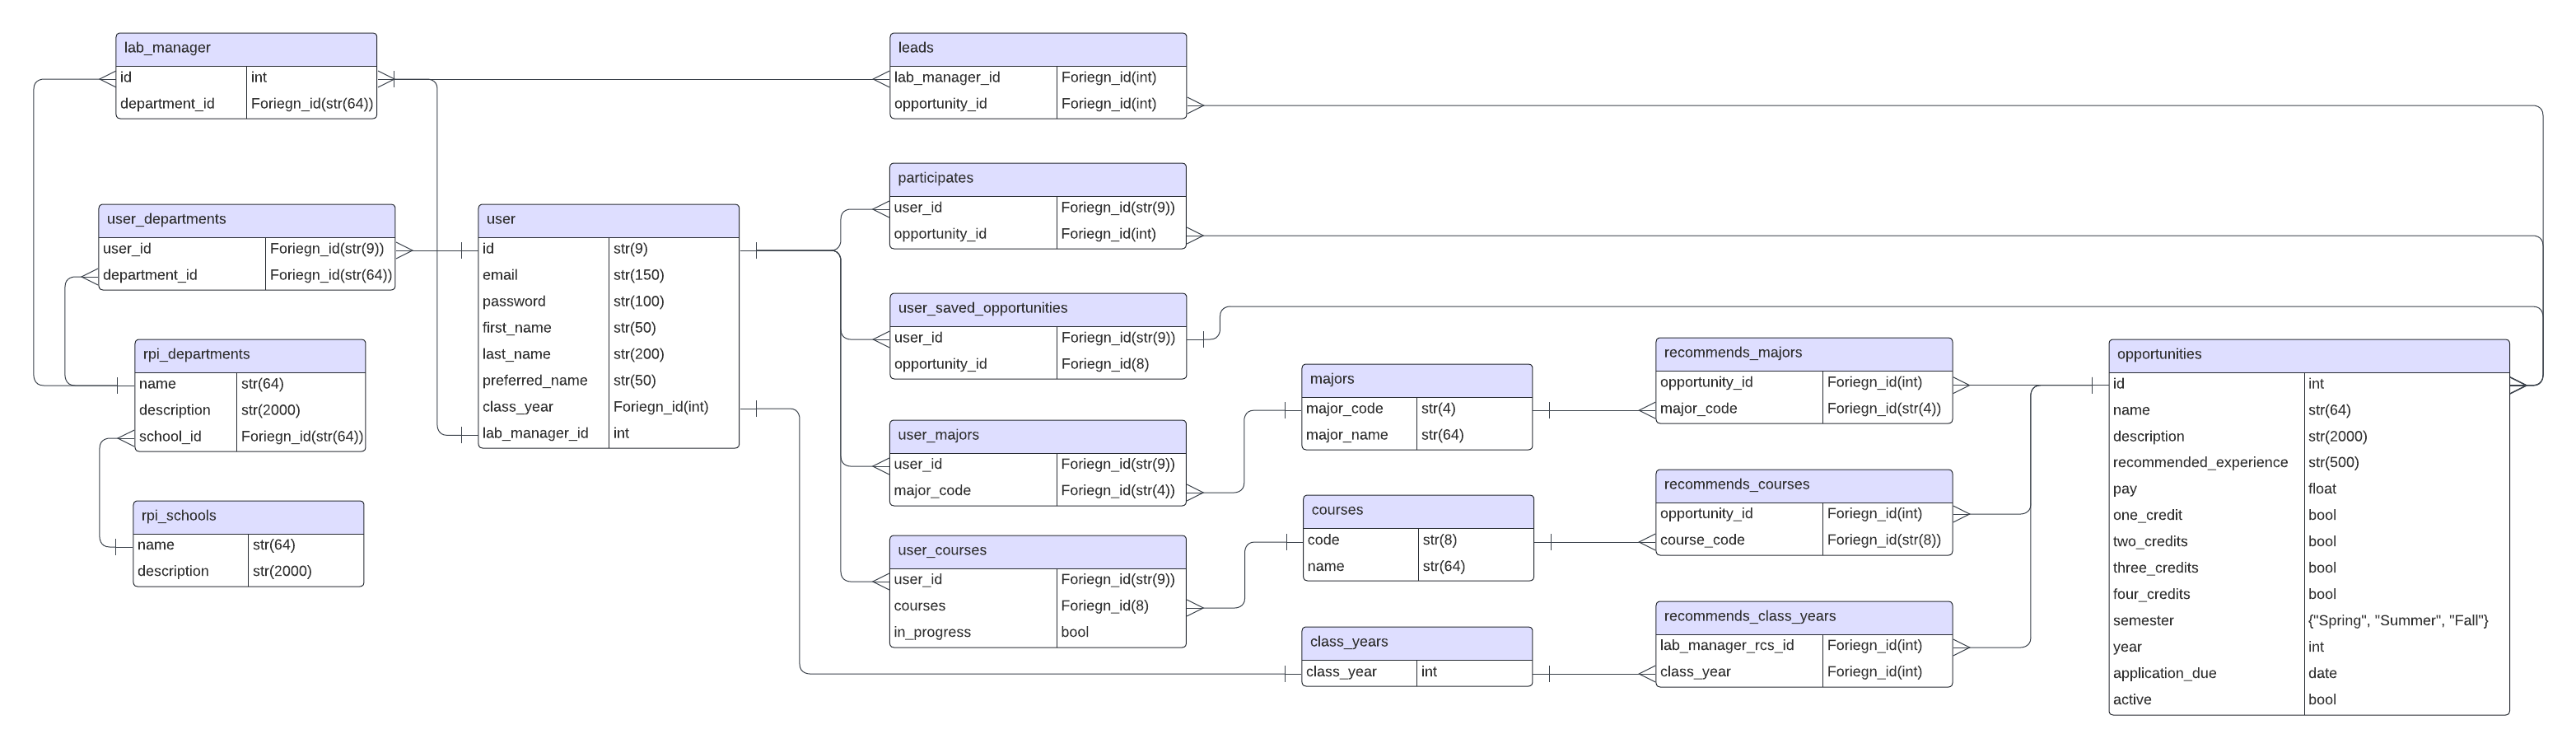 lab_manager
id int
department_id Foriegn_id(str(64))
leads
lab_manager_id Foriegn_id(int)
opportunity_id Foriegn_id(int)
participates
user_id Foriegn_id(str(9))
opportunity_id Foriegn_id(int)
user_departments
user_id Foriegn_id(str(9))
department_id Foriegn_id(str(64))
user
id str(9)
email str(150)
password str(100)
first_name str(50)
last_name str(200)
preferred_name str(50)
class_year Foriegn_id(int)
lab_manager_id int
user_saved_opportunities
user_id Foriegn_id(str(9))
opportunity_id Foriegn_id(8)
rpi_departments
name str(64)
description str(2000)
school_id Foriegn_id(str(64))
rpi_schools
name str(64)
description str(2000)
user_majors
user_id Foriegn_id(str(9))
major_code Foriegn_id(str(4))
user_courses
user_id Foriegn_id(str(9))
courses Foriegn_id(8)
in_progress bool
majors
major_code str(4)
major_name str(64)
courses
code str(8)
name str(64)
class_years
class_year int
recommends_majors
opportunity_id Foriegn_id(int)
major_code Foriegn_id(str(4))
recommends_courses
opportunity_id Foriegn_id(int)
course_code Foriegn_id(str(8))
recommends_class_years
lab_manager_rcs_id Foriegn_id(int)
class_year Foriegn_id(int)
opportunities
id int
name str(64)
description str(2000)
recommended_experience str(500)
pay float
one_credit bool
two_credits bool
three_credits bool
four_credits bool
semester {"Spring", "Summer", "Fall"}
year int
application_due date
active bool